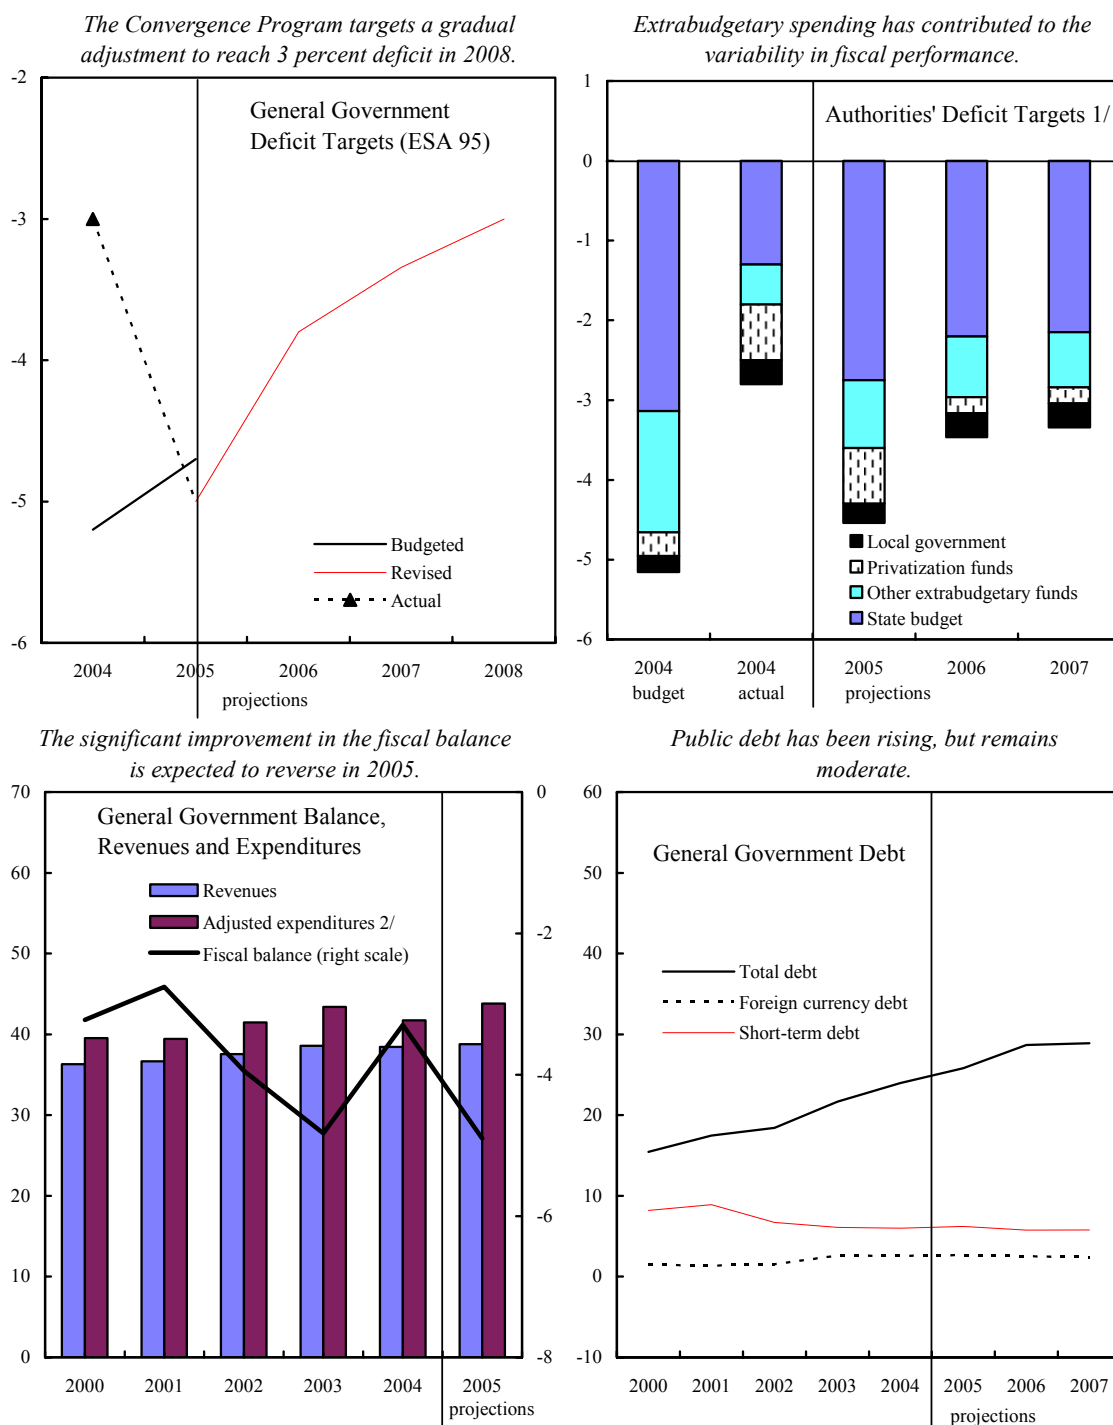 The Convergence Program targets a gradual
adjustment to reach 3 percent deficit in 2008.
-2
-3
-4
-5
-6
General Government
Deficit Targets (ESA 95)
Budgeted
Revised
Actual
2004 2005 2006 2007 2008
projections
Extrabudgetary spending has contributed to the
variability in fiscal performance.
1
0
-1
-2
-3
-4
-5
-6
Authorities' Deficit Targets 1/
Local government
Privatization funds
Other extrabudgetary funds
State budget
2004 2004 2005 2006 2007
budget actual projections
The significant improvement in the fiscal balance
is expected to reverse in 2005.
70
60
50
40
30
20
10
0
General Government Balance,
Revenues and Expenditures
Revenues
Adjusted expenditures 2/
Fiscal balance (right scale)
0
-2
-4
-6
-8
2000 2001 2002 2003 2004 2005
projections
Public debt has been rising, but remains
moderate.
60
50
40
30
20
10
0
-10
General Government Debt
Total debt
Foreign currency debt
Short-term debt
2000 2001 2002 2003 2004 2005 2006 2007
projections